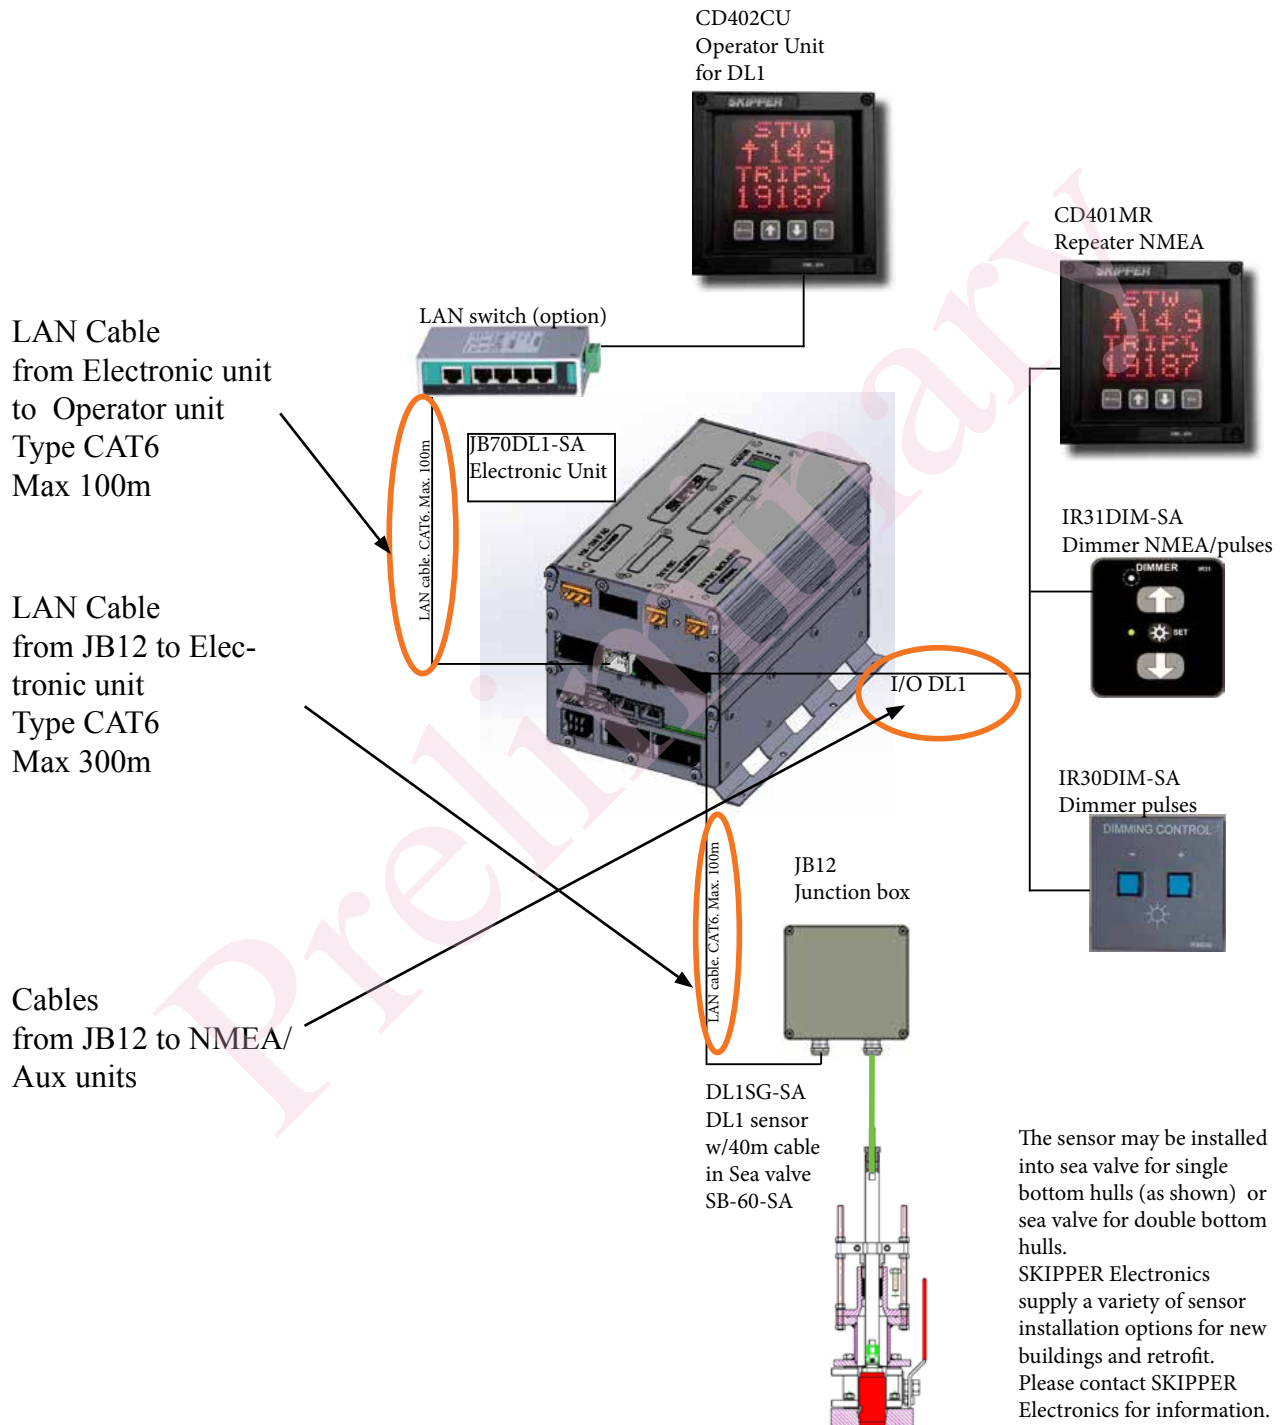 CD402CU
Operator Unit
for DL1
SKIPPER
STW
↑14.9
TRIP
19187
CD401MR
Repeater NMEA
SKIPPER
STW
↑14.9
TRIP
19187
LAN switch (option)
LAN Cable
from Electronic unit
to Operator unit
Type CAT6
Max 100m
LAN cable. CAT6. Max. 100m
JB70DL1-SA
Electronic Unit
SKIPPER
IR31DIM-SA
Dimmer NMEA/pulses
DIMMER IR31
SET
LAN Cable
from JB12 to Elec-
tronic unit
Type CAT6
Max 300m
I/O DL1
IR30DIM-SA
Dimmer pulses
DIMMING CONTROL
- +
LAN cable. CAT6. Max. 100m
JB12
Junction box
Cables
from JB12 to NMEA/
Aux units
DL1SG-SA
DL1 sensor
w/40m cable
in Sea valve
SB-60-SA
The sensor may be installed
into sea valve for single
bottom hulls (as shown) or
sea valve for double bottom
hulls.
SKIPPER Electronics
supply a variety of sensor
installation options for new
buildings and retrofit.
Please contact SKIPPER
Electronics for information.
Preliminary